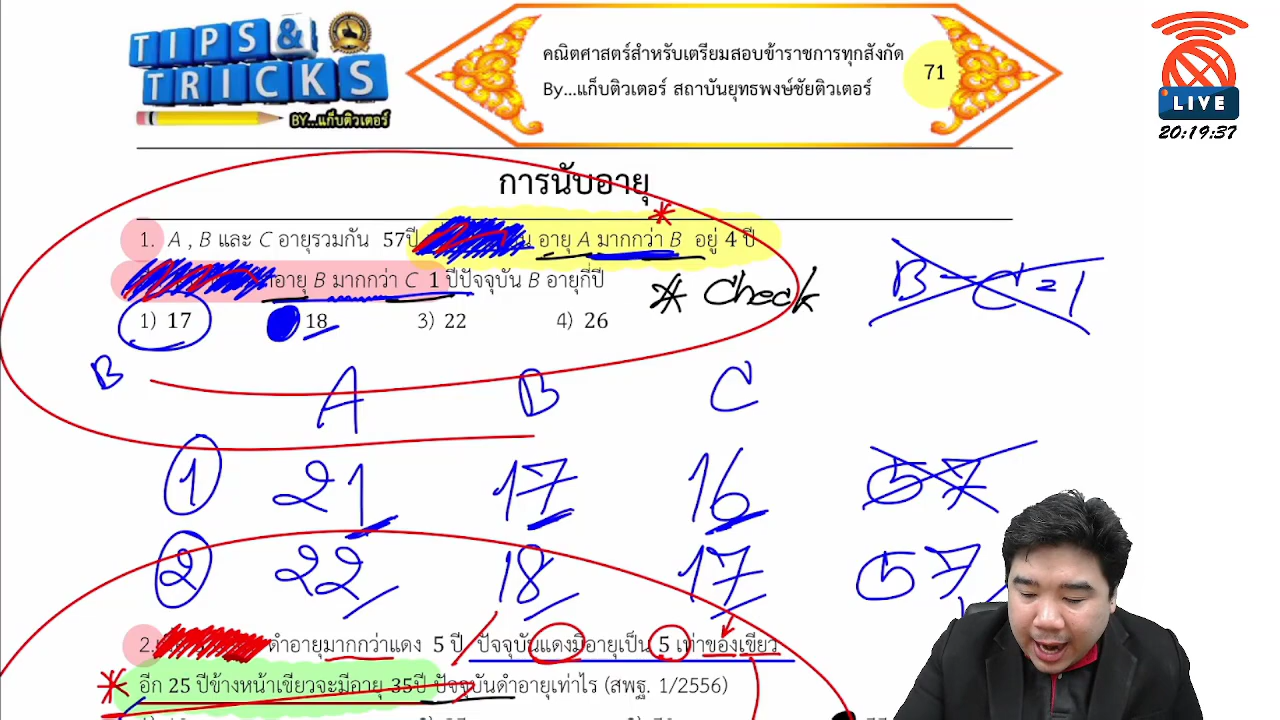 TIPS &
TRICKS
BY...แก๊บติวเตอร์
คณิตศาสตร์สำหรับเตรียมสอบข้าราชการทุกสังกัด
By...แก๊บติวเตอร์ สถาบันยุทธพงษ์ชัยติวเตอร์
71
LIVE
20:19:37
การนับอายุ
1. A , B และ C อายุรวมกัน 57ปี อายุ A มากกว่า B อยู่ 4 ปี
อายุ B มากกว่า C 1 ปีปัจจุบัน B อายุกี่ปี
1) 17 18 3) 22 4) 26
* Check
B - C = 1
B A B C
1 21 17 16 57
2 22 18 17 57
2. ดำอายุมากกว่าแดง 5 ปี ปัจจุบันแดงมีอายุเป็น 5 เท่าของเขียว
* อีก 25 ปีข้างหน้าเขียวจะมีอายุ 35ปี ปัจจุบันดำอายุเท่าไร (สพฐ. 1/2556)